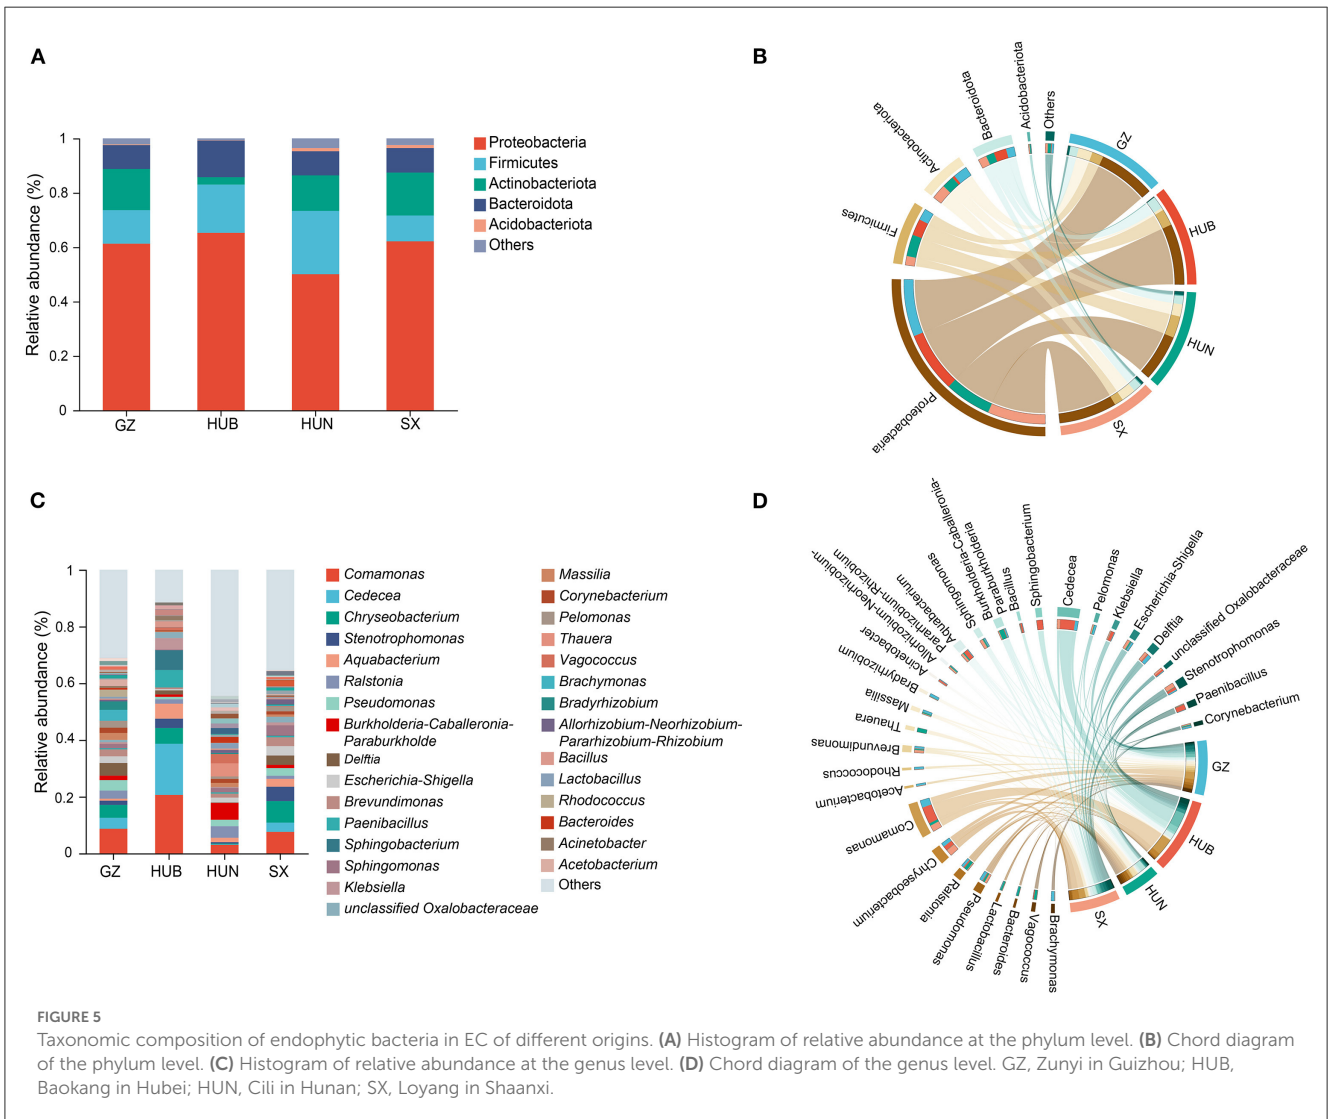 A
Relative abundance (%)
1
0.8
0.6
0.4
0.2
0
GZ
HUB
HUN
SX
Proteobacteria
Firmicutes
Actinobacteriota
Bacteroidota
Acidobacteriota
Others
B
Proteobacteria
Firmicutes
Actinobacteriota
Bacteroidota
Acidobacteriota
Others
GZ
HUB
HUN
SX
C
Relative abundance (%)
1
0.8
0.6
0.4
0.2
0
GZ
HUB
HUN
SX
Comamonas
Cedecea
Chryseobacterium
Stenotrophomonas
Aquabacterium
Ralstonia
Pseudomonas
Burkholderia-Caballeronia-
Paraburkholde
Delftia
Escherichia-Shigella
Brevundimonas
Paenibacillus
Sphingobacterium
Sphingomonas
Klebsiella
unclassified Oxalobacteraceae
Massilia
Corynebacterium
Pelomonas
Thauera
Vagococcus
Brachymonas
Bradyrhizobium
Allorhizobium-Neorhizobium-
Pararhizobium-Rhizobium
Bacillus
Lactobacillus
Rhodococcus
Bacteroides
Acinetobacter
Acetobacterium
Others
D
Brachymonas
Vagococcus
Bacteroides
Lactobacillus
Pseudomonas
Ralstonia
Chryseobacterium
Comamonas
Acetobacterium
Rhodococcus
Brevundimonas
Thauera
Massilia
Bradyrhizobium
Acinetobacter
Allorhizobium-Neorhizobium-
Pararhizobium-Rhizobium
Aquabacterium
Sphingomonas
Burkholderia-Caballeronia-
Paraburkholderia
Bacillus
Sphingobacterium
Cedecea
Pelomonas
Klebsiella
Escherichia-Shigella
Delftia
unclassified Oxalobacteraceae
Stenotrophomonas
Paenibacillus
Corynebacterium
GZ
HUB
HUN
SX
FIGURE 5
Taxonomic composition of endophytic bacteria in EC of different origins. (A) Histogram of relative abundance at the phylum level. (B) Chord diagram
of the phylum level. (C) Histogram of relative abundance at the genus level. (D) Chord diagram of the genus level. GZ, Zunyi in Guizhou; HUB,
Baokang in Hubei; HUN, Cili in Hunan; SX, Loyang in Shaanxi.